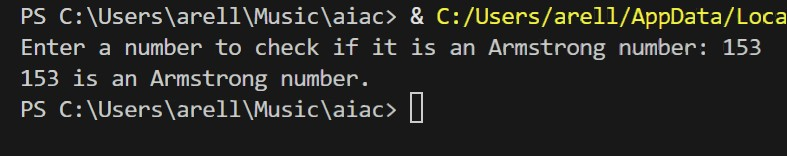 PS C:\Users\arell\Music\aiac> & C:/Users/arell/AppData/Loca
Enter a number to check if it is an Armstrong number: 153
153 is an Armstrong number.
PS C:\Users\arell\Music\aiac>